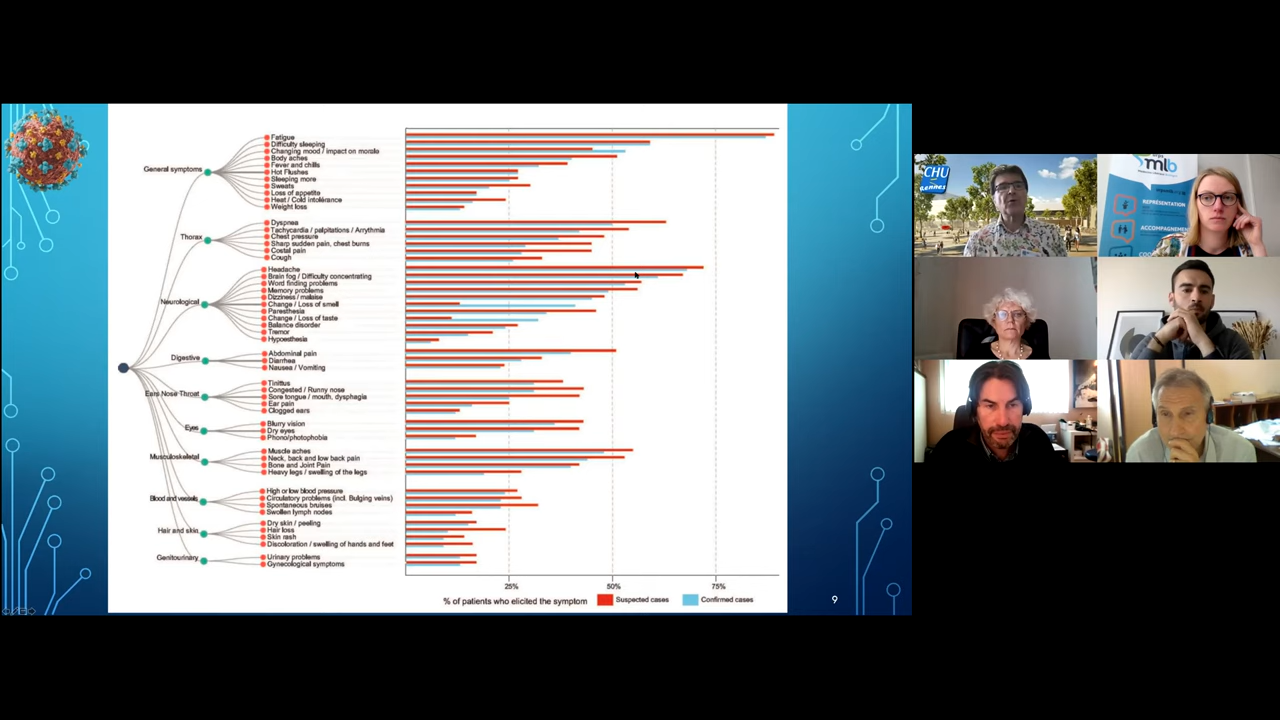 General symptoms
Fatigue
Difficulty sleeping
Changing mood / Impact on morale
Body aches
Fever and chills
Hot Flushes
Sleeping more
Sweats
Loss of appetite
Heat / Cold intolérance
Weight loss
Thorax
Dyspnea
Tachycardia / palpitations / Arrythmia
Chest pressure
Sharp sudden pain, chest burns
Costal pain
Cough
Neurological
Headache
Brain fog / Difficulty concentrating
Word finding problems
Memory problems
Dizziness / malaise
Change / Loss of smell
Paresthesia
Change / Loss of taste
Balance disorder
Tremor
Hypoesthesia
Digestive
Abdominal pain
Diarrhea
Nausea / Vomiting
Ears Nose Throat
Tinittus
Congested / Runny nose
Sore tongue / mouth, dysphagia
Ear pain
Clogged ears
Eyes
Blurry vision
Dry eyes
Phono/photophobia
Musculoskeletal
Muscle aches
Neck, back and low back pain
Bone and Joint Pain
Heavy legs / swelling of the legs
Blood and vessels
High or low blood pressure
Circulatory problems (incl. Bulging veins)
Spontaneous bruises
Swollen lymph nodes
Hair and skin
Dry skin / peeling
Hair loss
Skin rash
Discoloration / swelling of hands and feet
Genitourinary
Urinary problems
Gynecological symptoms
25% 50% 75%
% of patients who elicited the symptom Suspected cases Confirmed cases
9
CHU
Rennes
mlb
REPRÉSENTATION
ACCOMPAGNEMEN